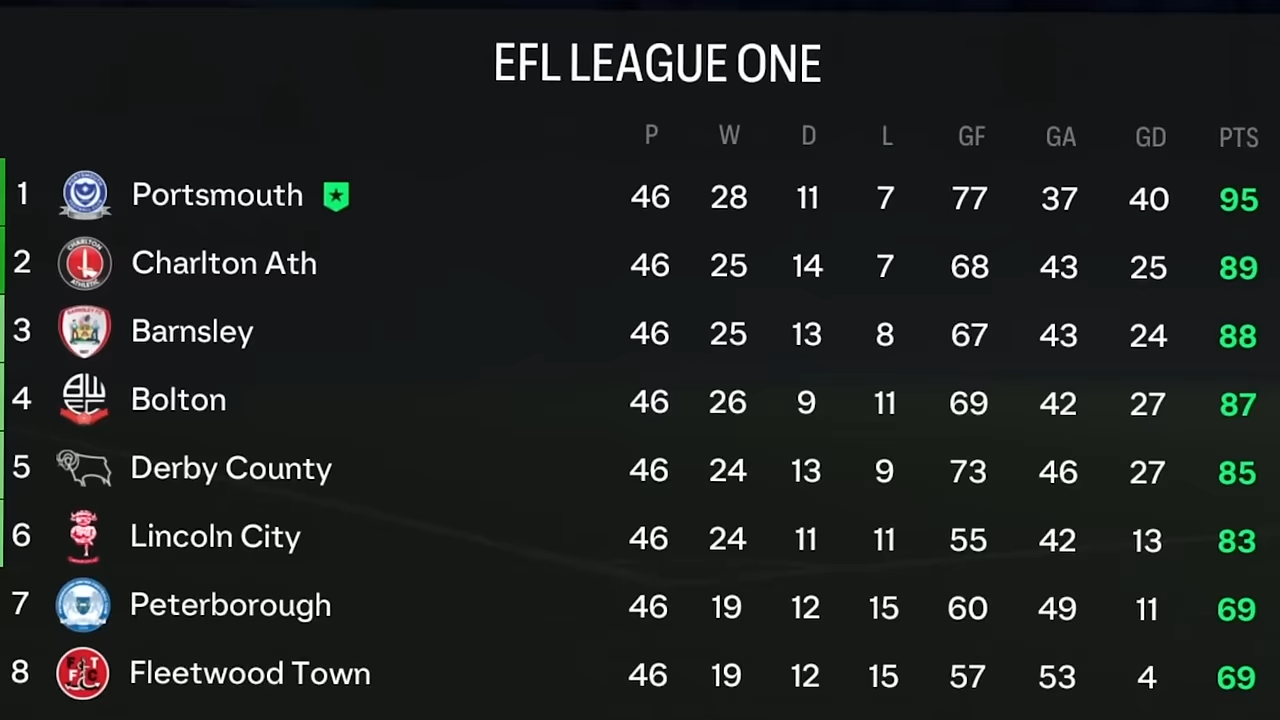 EFL LEAGUE ONE
P W D L GF GA GD PTS
1 Portsmouth 46 28 11 7 77 37 40 95
2 Charlton Ath 46 25 14 7 68 43 25 89
3 Barnsley 46 25 13 8 67 43 24 88
4 Bolton 46 26 9 11 69 42 27 87
5 Derby County 46 24 13 9 73 46 27 85
6 Lincoln City 46 24 11 11 55 42 13 83
7 Peterborough 46 19 12 15 60 49 11 69
8 Fleetwood Town 46 19 12 15 57 53 4 69